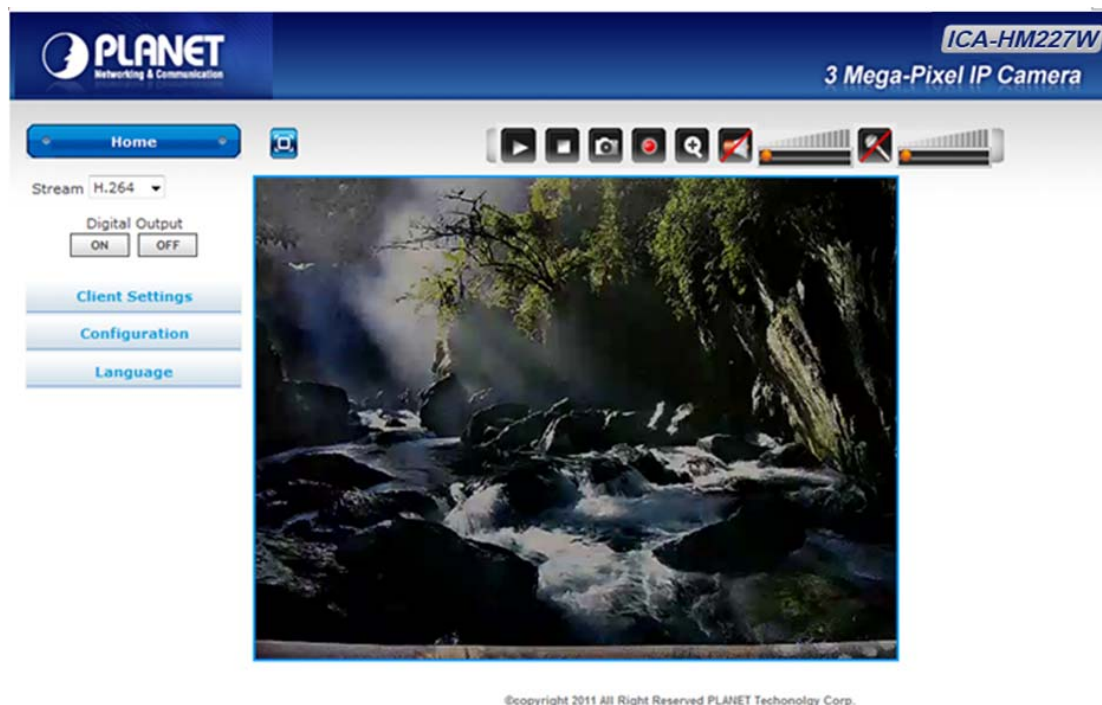 PLANET
Networking & Communication
ICA-HM227W
3 Mega-Pixel IP Camera
Home
Stream H.264
Digital Output
ON OFF
Client Settings
Configuration
Language
©copyright 2011 All Right Reserved PLANET Techonolgy Corp.